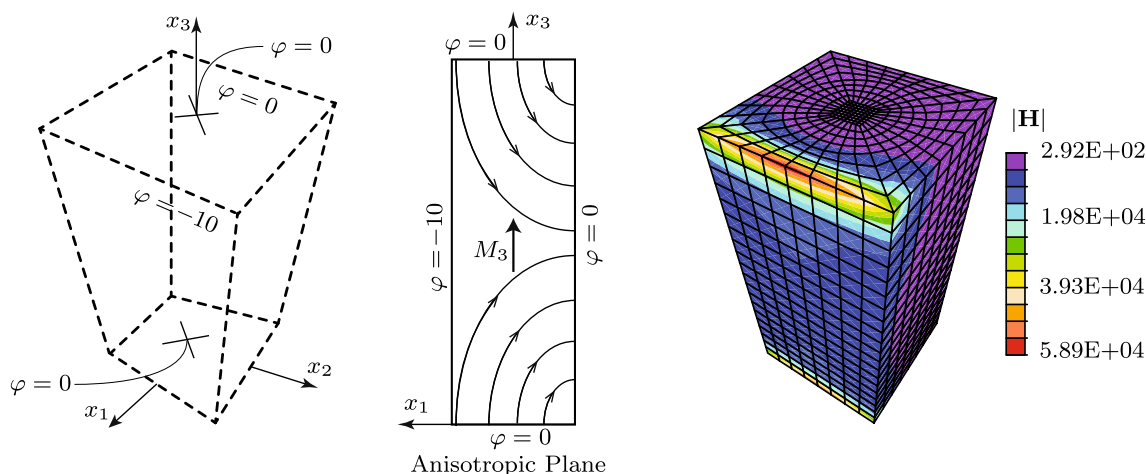 x₃
φ = 0
φ = 0
φ = −10
φ = 0
x₁
x₂
x₃
φ = 0
φ = −10
M₃
φ = 0
x₁
φ = 0
Anisotropic Plane
|H|
2.92E+02
1.98E+04
3.93E+04
5.89E+04